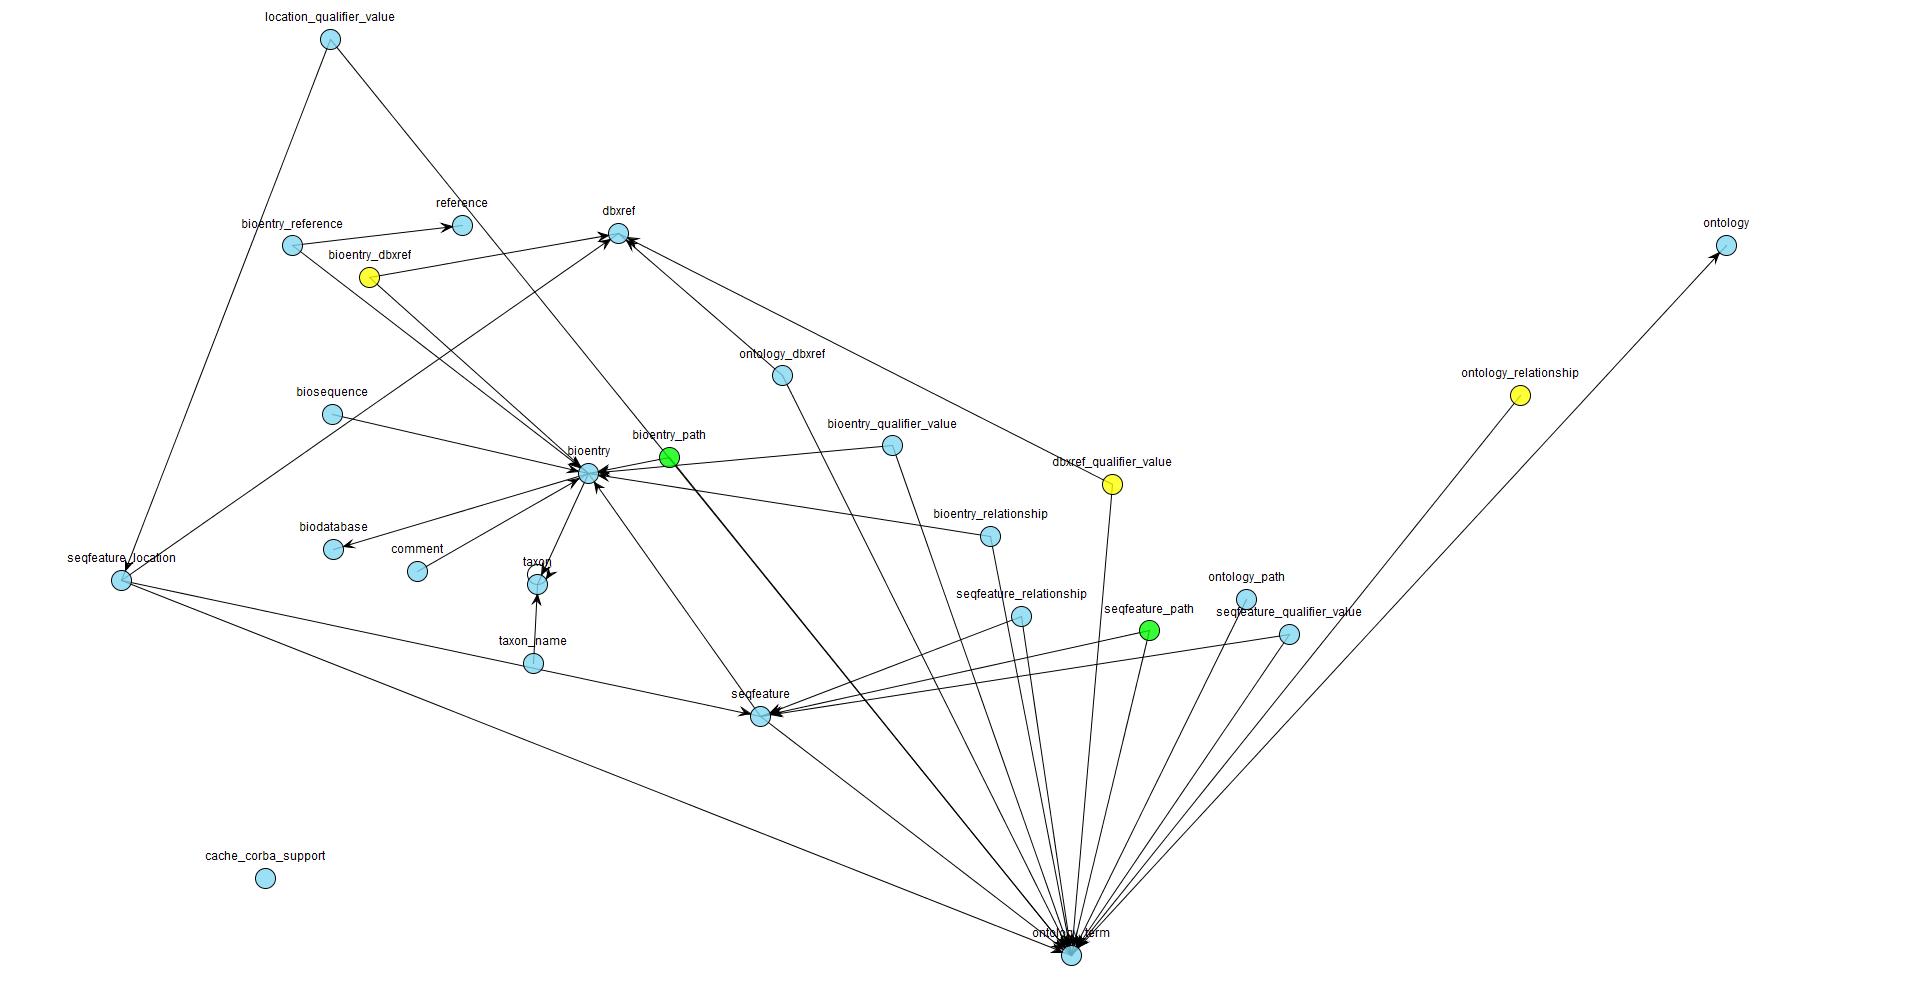 location_qualifier_value
reference
dbxref
bioentry_reference
ontology
bioentry_dbxref
ontology_dbxref
ontology_relationship
biosequence
bioentry_qualifier_value
bioentry_path
bioentry
dbxref_qualifier_value
bioentry_relationship
biodatabase
comment
seqfeature_location
taxon
ontology_path
seqfeature_relationship
seqfeature_path
seqfeature_qualifier_value
taxon_name
seqfeature
cache_corba_support
ontology_term